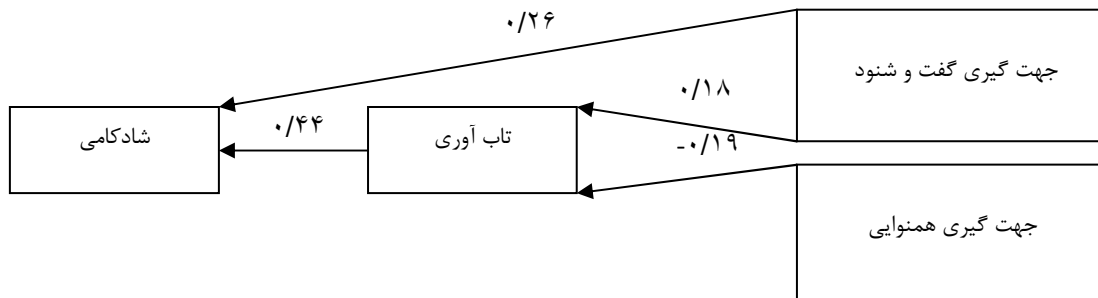 ۰/۲۶
جهت گیری گفت و شنود
۰/۱۸
شادکامی
۰/۴۴
تاب آوری
-۰/۱۹
جهت گیری همنوایی